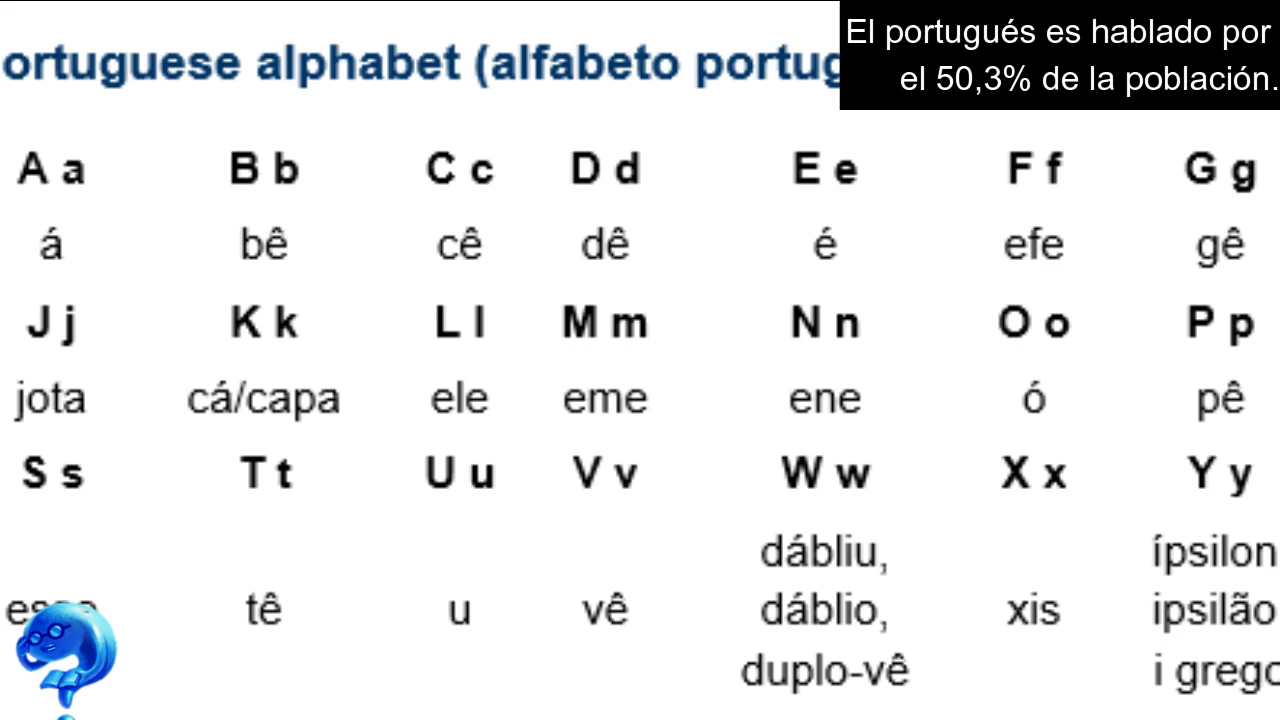 ortuguese alphabet (alfabeto portug
El portugués es hablado por
el 50,3% de la población.
A a B b C c D d E e F f G g
á bê cê dê é efe gê
J j K k L l M m N n O o P p
jota cá/capa ele eme ene ó pê
S s T t U u V v W w X x Y y
dábliu, ípsilon
tê u vê dáblio, xis ipsilão
duplo-vê i grego